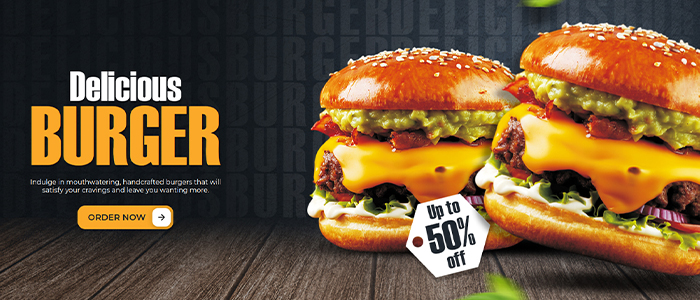 DELICIOUSBURGERDELICIOUS
Delicious
BURGER
Indulge in mouthwatering, handcrafted burgers that will
satisfy your cravings and leave you wanting more.
ORDER NOW
Up to
50%
off